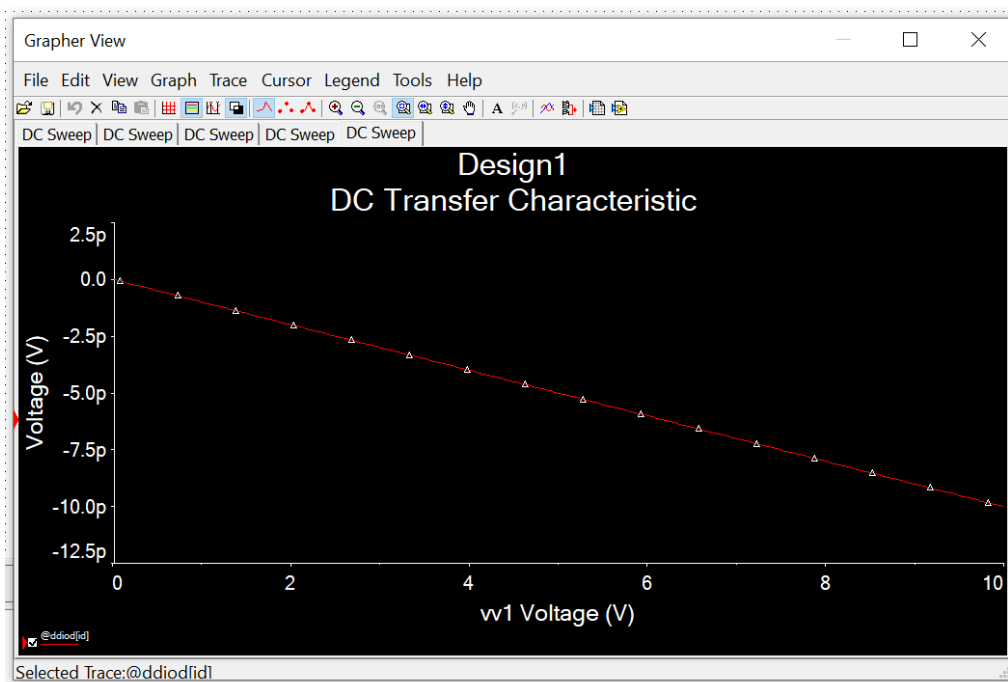 Grapher View
File Edit View Graph Trace Cursor Legend Tools Help
A
DC Sweep DC Sweep DC Sweep DC Sweep DC Sweep
Design1
DC Transfer Characteristic
Voltage (V)
2.5p
0.0
-2.5p
-5.0p
-7.5p
-10.0p
-12.5p
0 2 4 6 8 10
vv1 Voltage (V)
@ddiod[id]
Selected Trace:@ddiod[id]